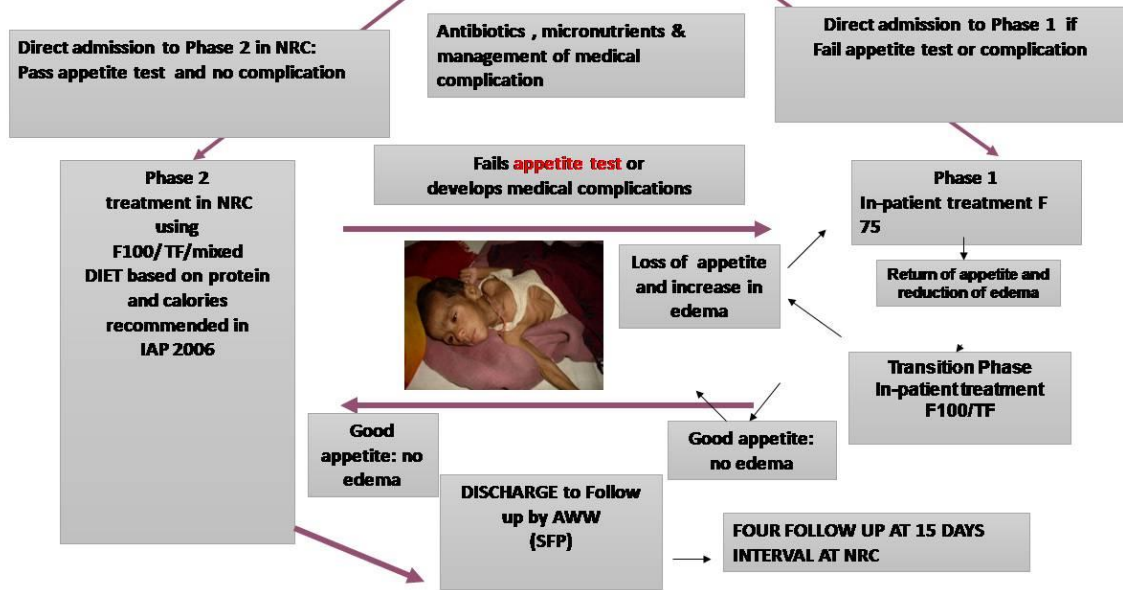 Direct admission to Phase 2 in NRC:
Pass appetite test and no complication
Antibiotics , micronutrients &
management of medical
complication
Direct admission to Phase 1 if
Fail appetite test or complication
Fails appetite test or
develops medical complications
Phase 2
treatment in NRC
using
F100/ TF/mixed
DIET based on protein
and calories
recommended in
IAP 2006
Phase 1
In-patient treatment F
75
Loss of appetite
and increase in
edema
Return of appetite and
reduction of edema
Transition Phase
In-patient treatment
F100/TF
Good
appetite: no
edema
Good appetite:
no edema
DISCHARGE to Follow
up by AWW
(SFP)
FOUR FOLLOW UP AT 15 DAYS
INTERVAL AT NRC